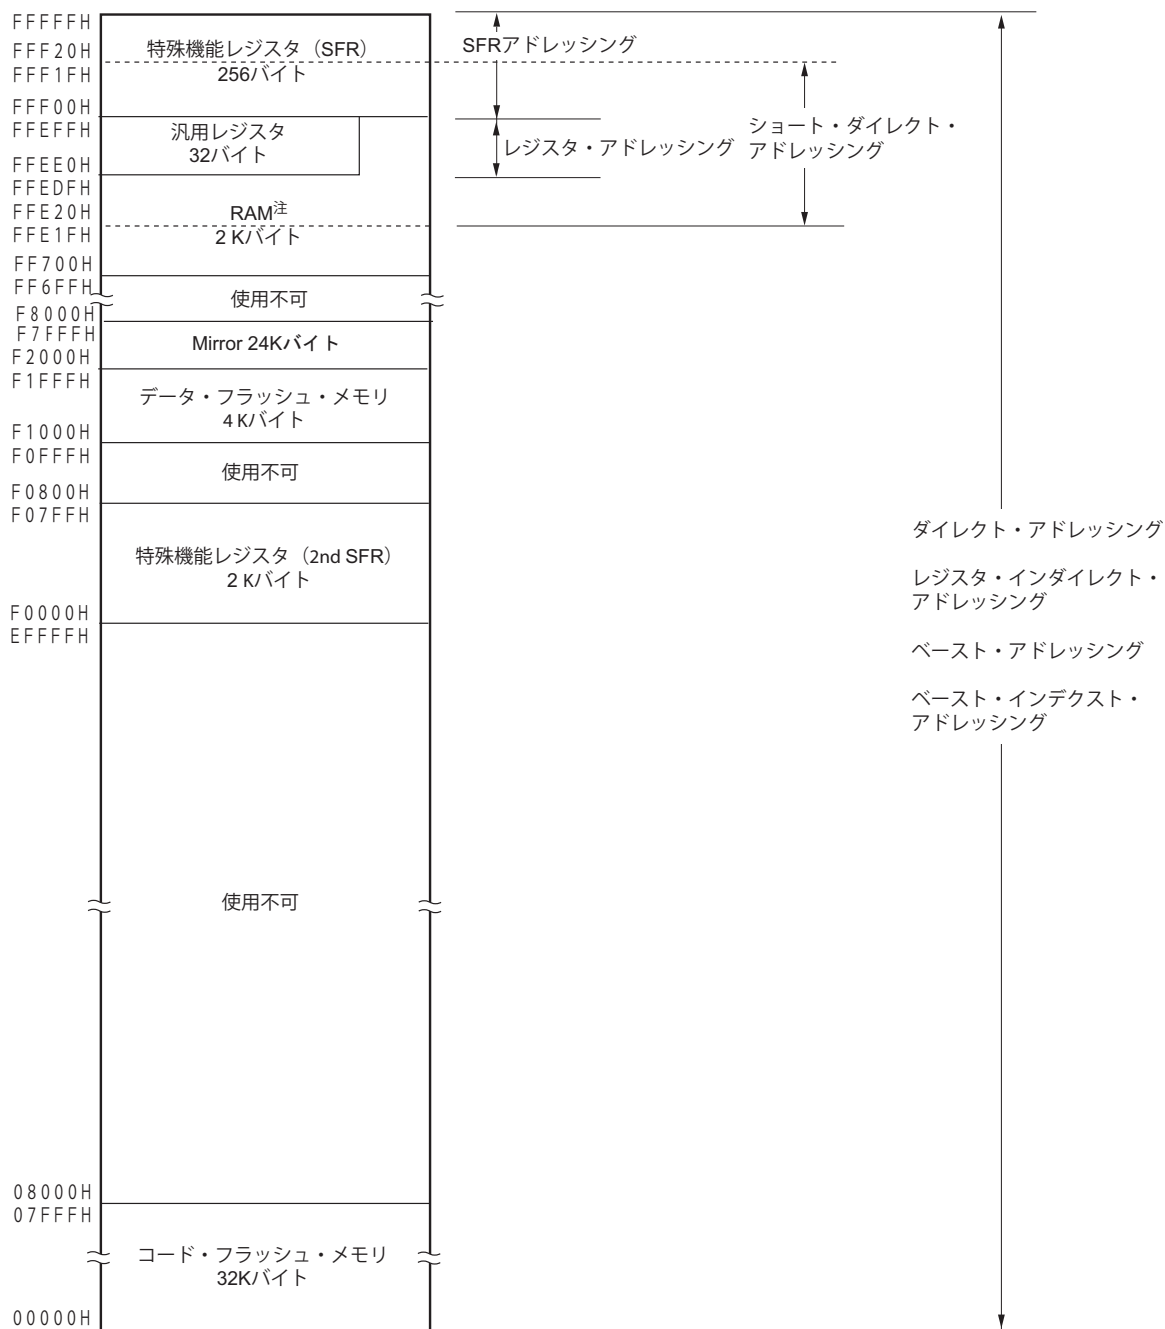 FFFFFH
FFF20H
FFF1FH
FFF00H
FFEFFH
FFEE0H
FFEDFH
FFE20H
FFE1FH
FF700H
FF6FFH
F8000H
F7FFFH
F2000H
F1FFFH
F1000H
F0FFFH
F0800H
F07FFH
F0000H
EFFFFH
08000H
07FFFH
00000H
特殊機能レジスタ（SFR）
256バイト
汎用レジスタ
32バイト
RAM注
2 Kバイト
使用不可
Mirror 24Kバイト
データ・フラッシュ・メモリ
4 Kバイト
使用不可
特殊機能レジスタ（2nd SFR）
2 Kバイト
使用不可
コード・フラッシュ・メモリ
32Kバイト
SFRアドレッシング
レジスタ・アドレッシング
ショート・ダイレクト・
アドレッシング
ダイレクト・アドレッシング
レジスタ・インダイレクト・
アドレッシング
ベースト・アドレッシング
ベースト・インデクスト・
アドレッシング